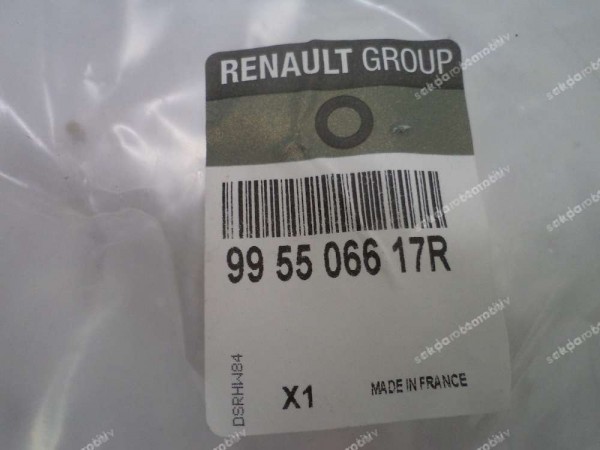 RENAULT GROUP
99 55 066 17R
DSRHW84
X1
MADE IN FRANCE